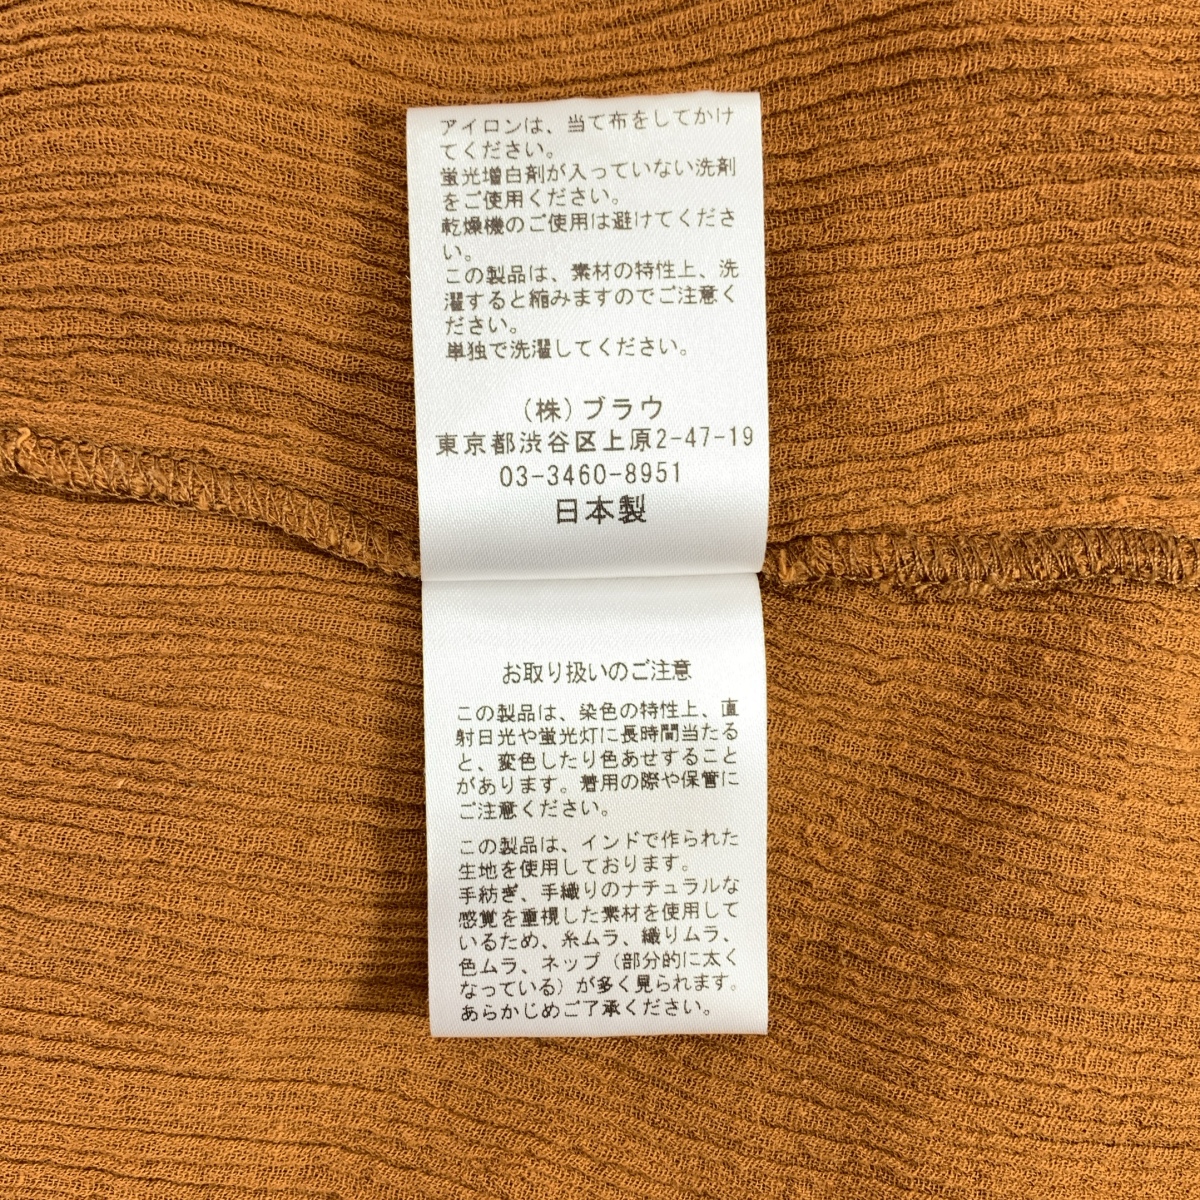 アイロンは、当て布をしてかけ
てください。
蛍光増白剤が入っていない洗剤
をご使用ください。
乾燥機のご使用は避けてくださ
い。
この製品は、素材の特性上、洗
濯すると縮みますのでご注意く
ださい。
単独で洗濯してください。
(株)ブラウ
東京都渋谷区上原2-47-19
03-3460-8951
日本製
お取り扱いのご注意
この製品は、染色の特性上、直
射日光や蛍光灯に長時間当たる
と、変色したり色あせすること
があります。着用の際や保管に
ご注意ください。
この製品は、インドで作られた
生地を使用しております。
手紡ぎ、手織りのナチュラルな
感覚を重視した素材を使用して
いるため、糸ムラ、織りムラ、
色ムラ、ネップ(部分的に太く
なっている)が多く見られます。
あらかじめご了承ください。